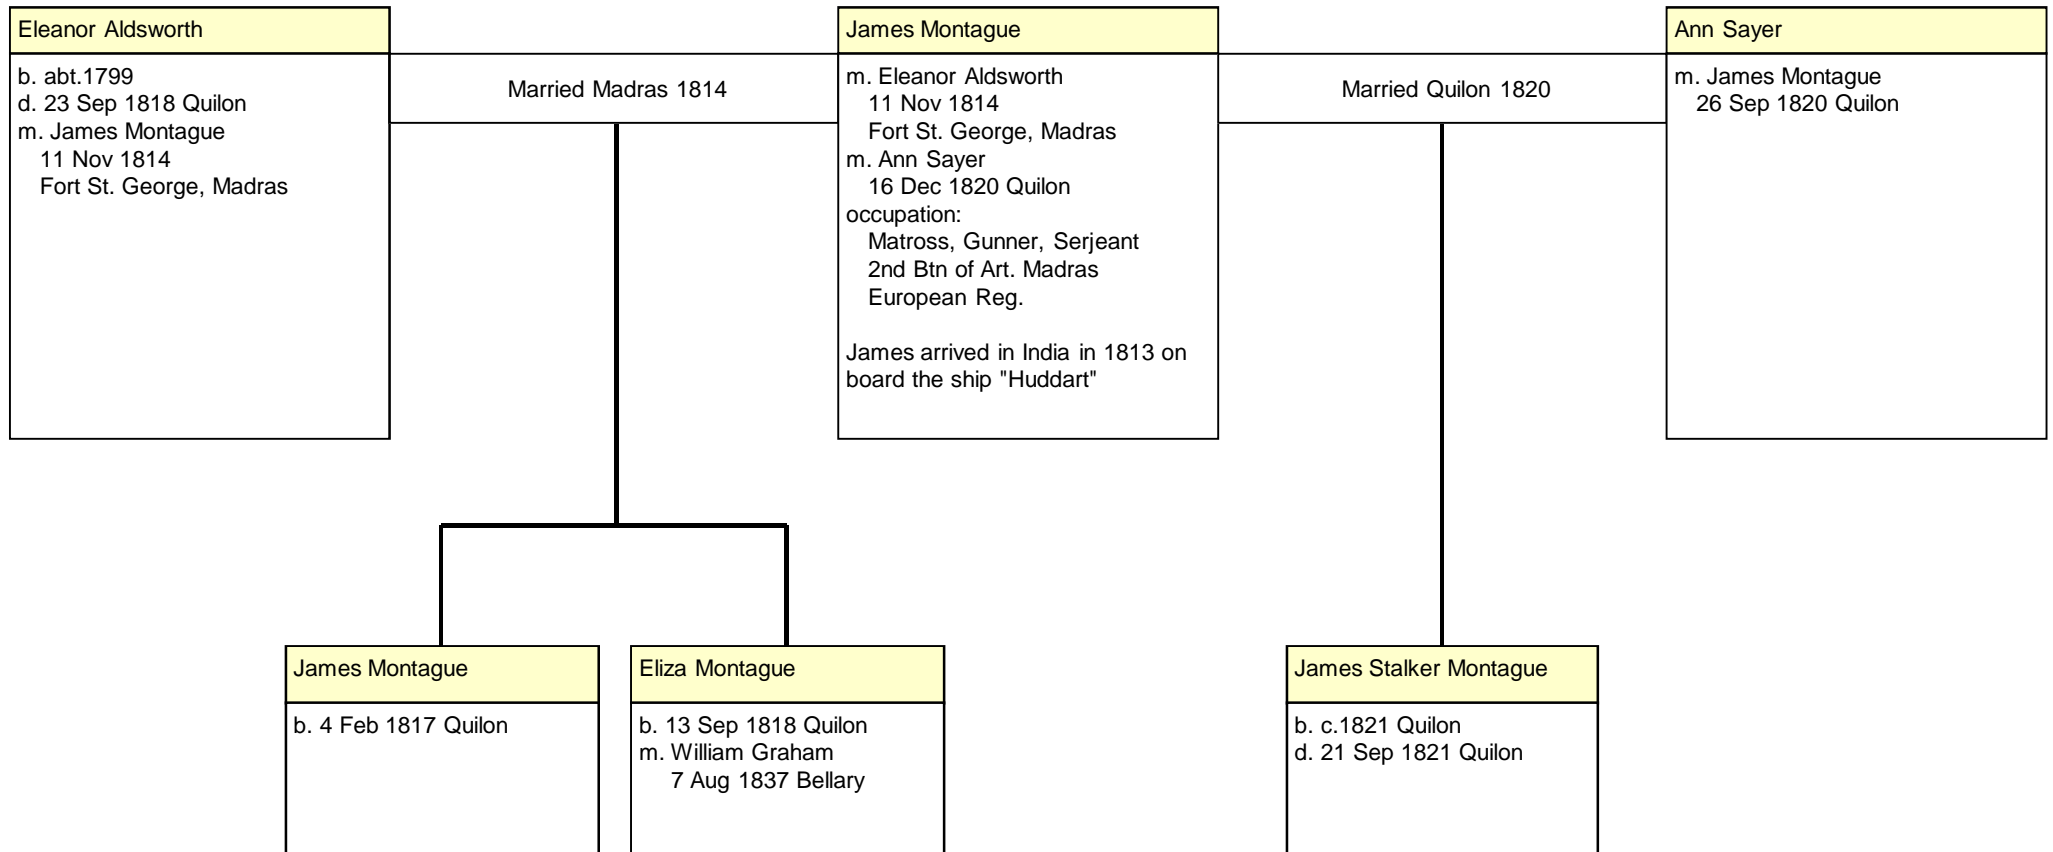 Eleanor Aldsworth
b. abt.1799
d. 23 Sep 1818 Quilon
m. James Montague
11 Nov 1814
Fort St. George, Madras
Married Madras 1814
James Montague
m. Eleanor Aldsworth
11 Nov 1814
Fort St. George, Madras
m. Ann Sayer
16 Dec 1820 Quilon
occupation:
Matross, Gunner, Serjeant
2nd Btn of Art. Madras
European Reg.
James arrived in India in 1813 on
board the ship "Huddart"
Married Quilon 1820
Ann Sayer
m. James Montague
26 Sep 1820 Quilon
James Montague
b. 4 Feb 1817 Quilon
Eliza Montague
b. 13 Sep 1818 Quilon
m. William Graham
7 Aug 1837 Bellary
James Stalker Montague
b. c.1821 Quilon
d. 21 Sep 1821 Quilon